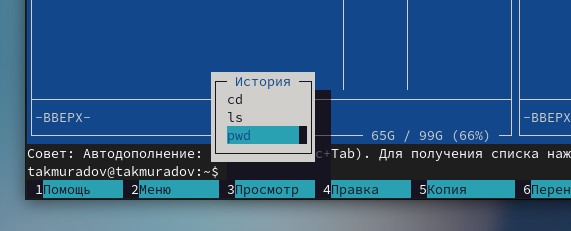 История
cd
ls
pwd
-ВВЕРХ-
65G / 99G (66%)
-ВВЕРХ
Совет: Автодополнение: c+Tab). Для получения списка наж
takmuradov@takmuradov:~$
1Помощь 2Меню 3Просмотр 4Правка 5Копия 6Перен